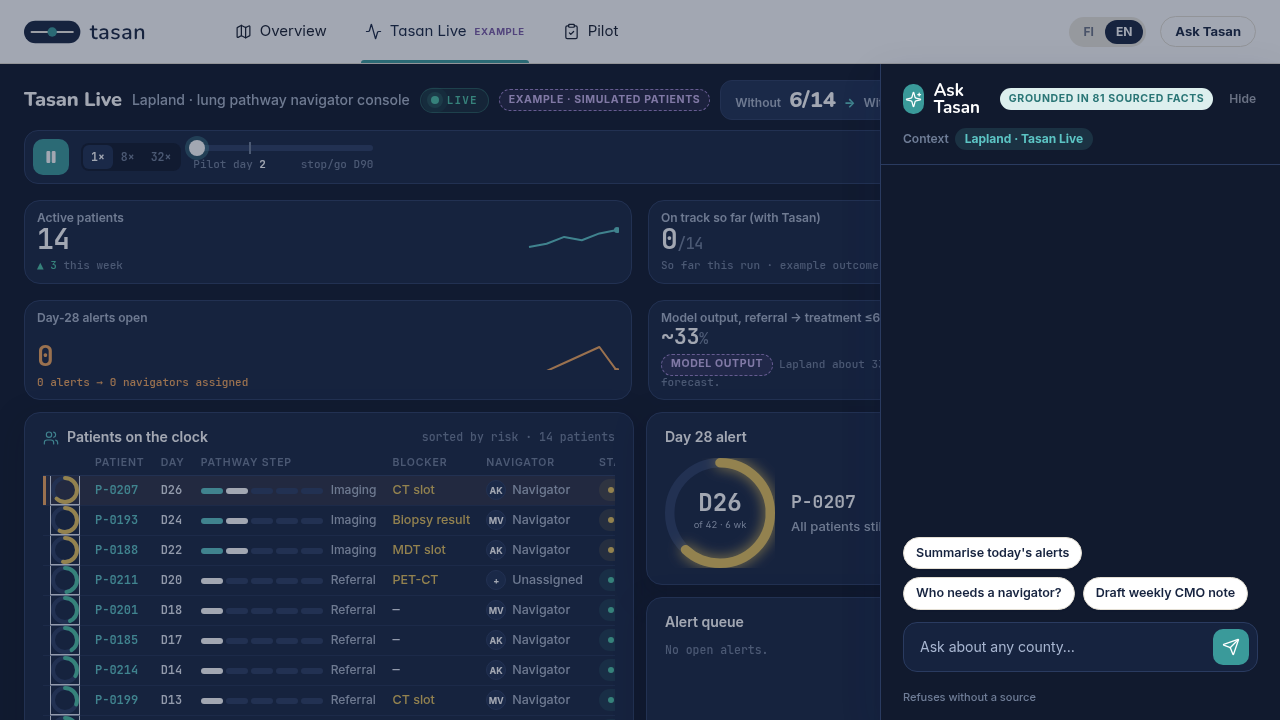 tasan
Overview
Tasan Live EXAMPLE
Pilot
FI EN
Ask Tasan
Tasan Live Lapland · lung pathway navigator console LIVE EXAMPLE · SIMULATED PATIENTS Without 6/14 →
1× 8× 32×
Pilot day 2 stop/go D90
Active patients
14
▲ 3 this week
On track so far (with Tasan)
0/14
So far this run · example outcome
Day-28 alerts open
0
0 alerts → 0 navigators assigned
Model output, referral → treatment ≤6
~33%
MODEL OUTPUT Lapland about 33
forecast.
Patients on the clock sorted by risk · 14 patients
PATIENT DAY PATHWAY STEP BLOCKER NAVIGATOR
P-0207 D26 Imaging CT slot AK Navigator
P-0193 D24 Imaging Biopsy result MV Navigator
P-0188 D22 Imaging MDT slot AK Navigator
P-0211 D20 Referral PET-CT + Unassigned
P-0201 D18 Referral — MV Navigator
P-0185 D17 Referral — AK Navigator
P-0214 D14 Referral — AK Navigator
P-0199 D13 Referral CT slot MV Navigator
Day 28 alert
D26
of 42 · 6 wk
P-0207
All patients
Alert queue
No open alerts.
Ask Tasan
GROUNDED IN 81 SOURCED FACTS
Hide
Context Lapland · Tasan Live
Summarise today's alerts
Who needs a navigator? Draft weekly CMO note
Ask about any county…
Refuses without a source